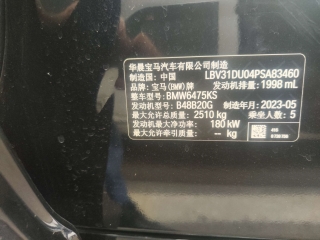 华晨宝马汽车有限公司制造
制造国：中国 LBV31DU04PSA83460
品牌：宝马(BMW)牌 发动机排量：1998 mL
整车型号：BMW6475KS
发动机型号：B48B20G 制造年月：2023-05
最大允许总质量：2510 kg 乘坐人数：5
发动机最大净功率：180 kW
最大允许牵引质量：- kg